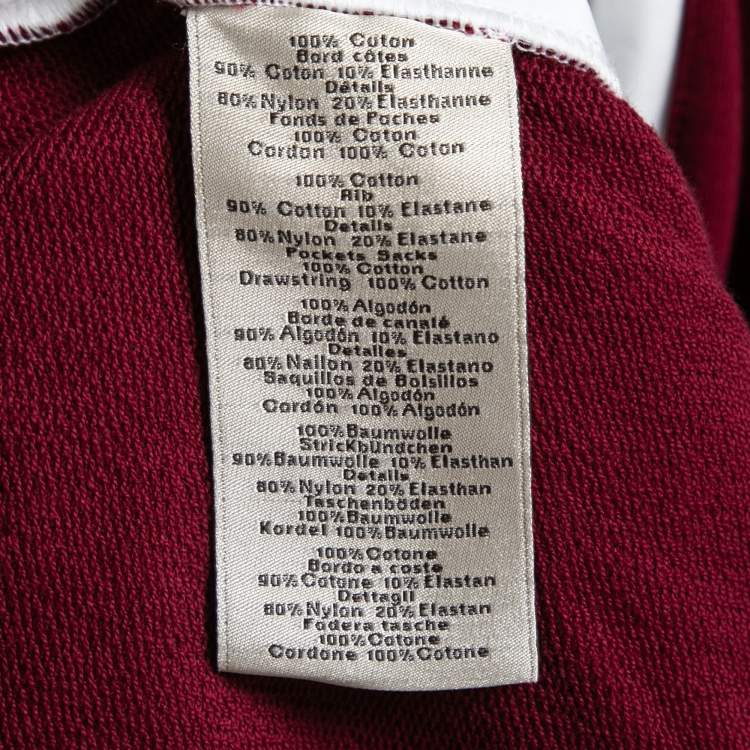 100% Coton
Bord côtes
90% Coton 10% Elasthanne
Détails
80% Nylon 20% Elasthanne
Fonds de Poches
100% Coton
Cordon 100% Coton
100% Cotton
Rib
90% Cotton 10% Elastane
Details
80% Nylon 20% Elastane
Pockets Sacks
100% Cotton
Drawstring 100% Cotton
100% Algodón
Borde de canalé
90% Algodón 10% Elastano
Detalles
80% Nailon 20% Elastano
Saquillos de Bolsillos
100% Algodón
Cordón 100% Algodón
100% Baumwolle
Strickbündchen
90% Baumwolle 10% Elasthan
Details
80% Nylon 20% Elasthan
Taschenböden
100% Baumwolle
Kordel 100% Baumwolle
100% Cotone
Bordo a coste
90% Cotone 10% Elastan
Dettagli
80% Nylon 20% Elastan
Fodera tasche
100% Cotone
Cordone 100% Cotone